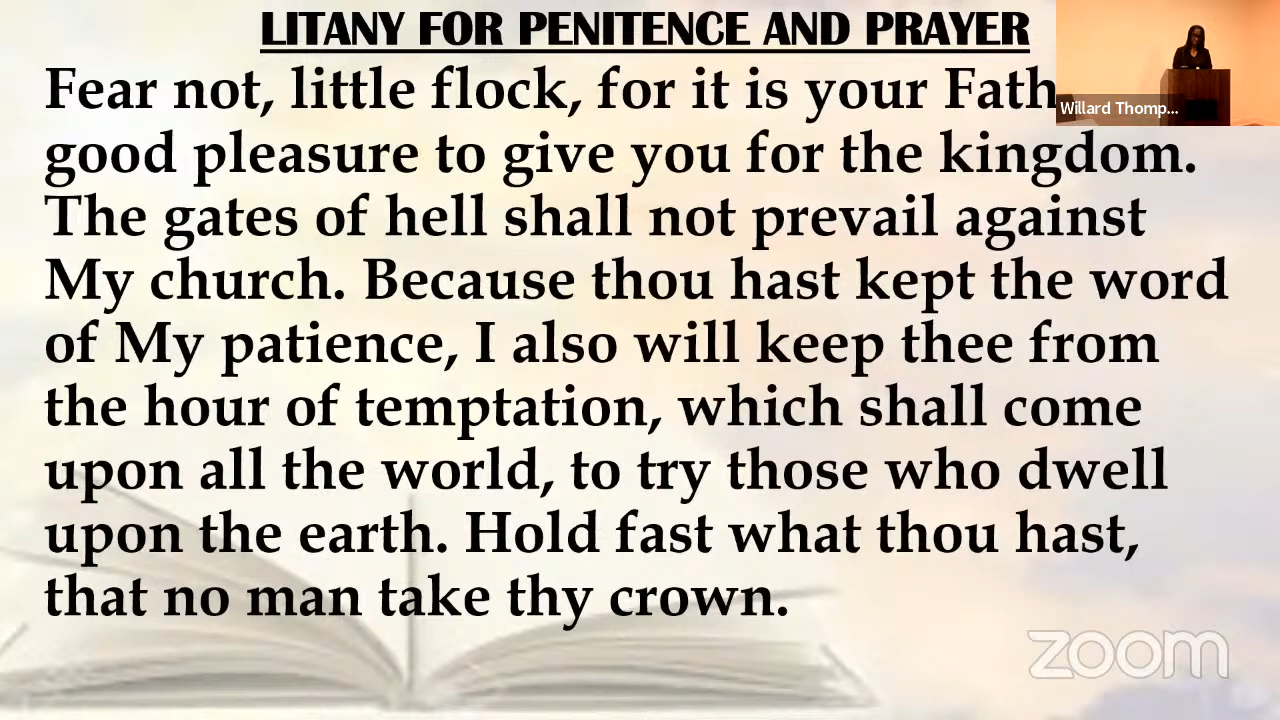 LITANY FOR PENITENCE AND PRAYER
Fear not, little flock, for it is your Fath
good pleasure to give you for the kingdom.
The gates of hell shall not prevail against
My church. Because thou hast kept the word
of My patience, I also will keep thee from
the hour of temptation, which shall come
upon all the world, to try those who dwell
upon the earth. Hold fast what thou hast,
that no man take thy crown.
Willard Thomp...
zoom